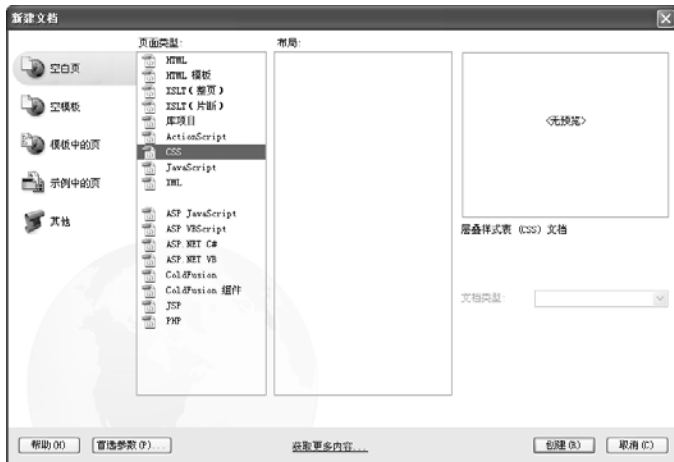 新建文档
页面类型:
布局:
空白页
空模板
模板中的页
示例中的页
其他
HTML
HTML 模板
XSLT(整页)
XSLT(片断)
库项目
ActionScript
CSS
JavaScript
XML
ASP JavaScript
ASP VBScript
ASP.NET C#
ASP.NET VB
ColdFusion
ColdFusion 组件
JSP
PHP
<无预览>
层叠样式表 (CSS) 文档
文档类型:
帮助(H)
首选参数(P)...
获取更多内容...
创建(R)
取消(C)